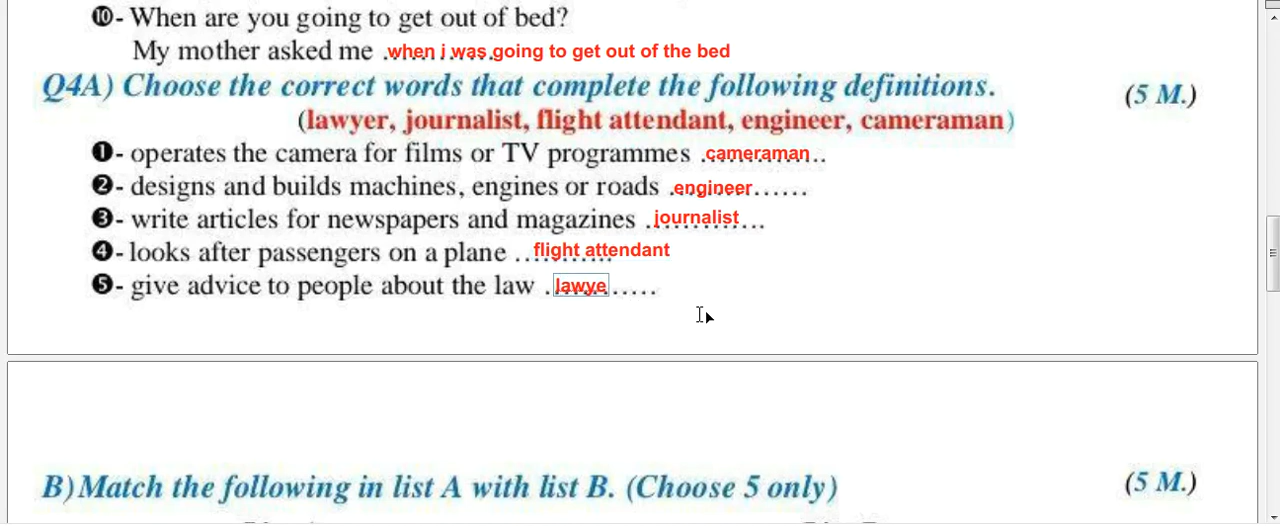 ❿- When are you going to get out of bed?
My mother asked me .when i was going to get out of the bed
Q4A) Choose the correct words that complete the following definitions. (5 M.)
(lawyer, journalist, flight attendant, engineer, cameraman)
❶- operates the camera for films or TV programmes .cameraman..
❷- designs and builds machines, engines or roads .engineer......
❸- write articles for newspapers and magazines ..journalist...
❹- looks after passengers on a plane ..flight attendant
❺- give advice to people about the law .lawye.....
B)Match the following in list A with list B. (Choose 5 only) (5 M.)